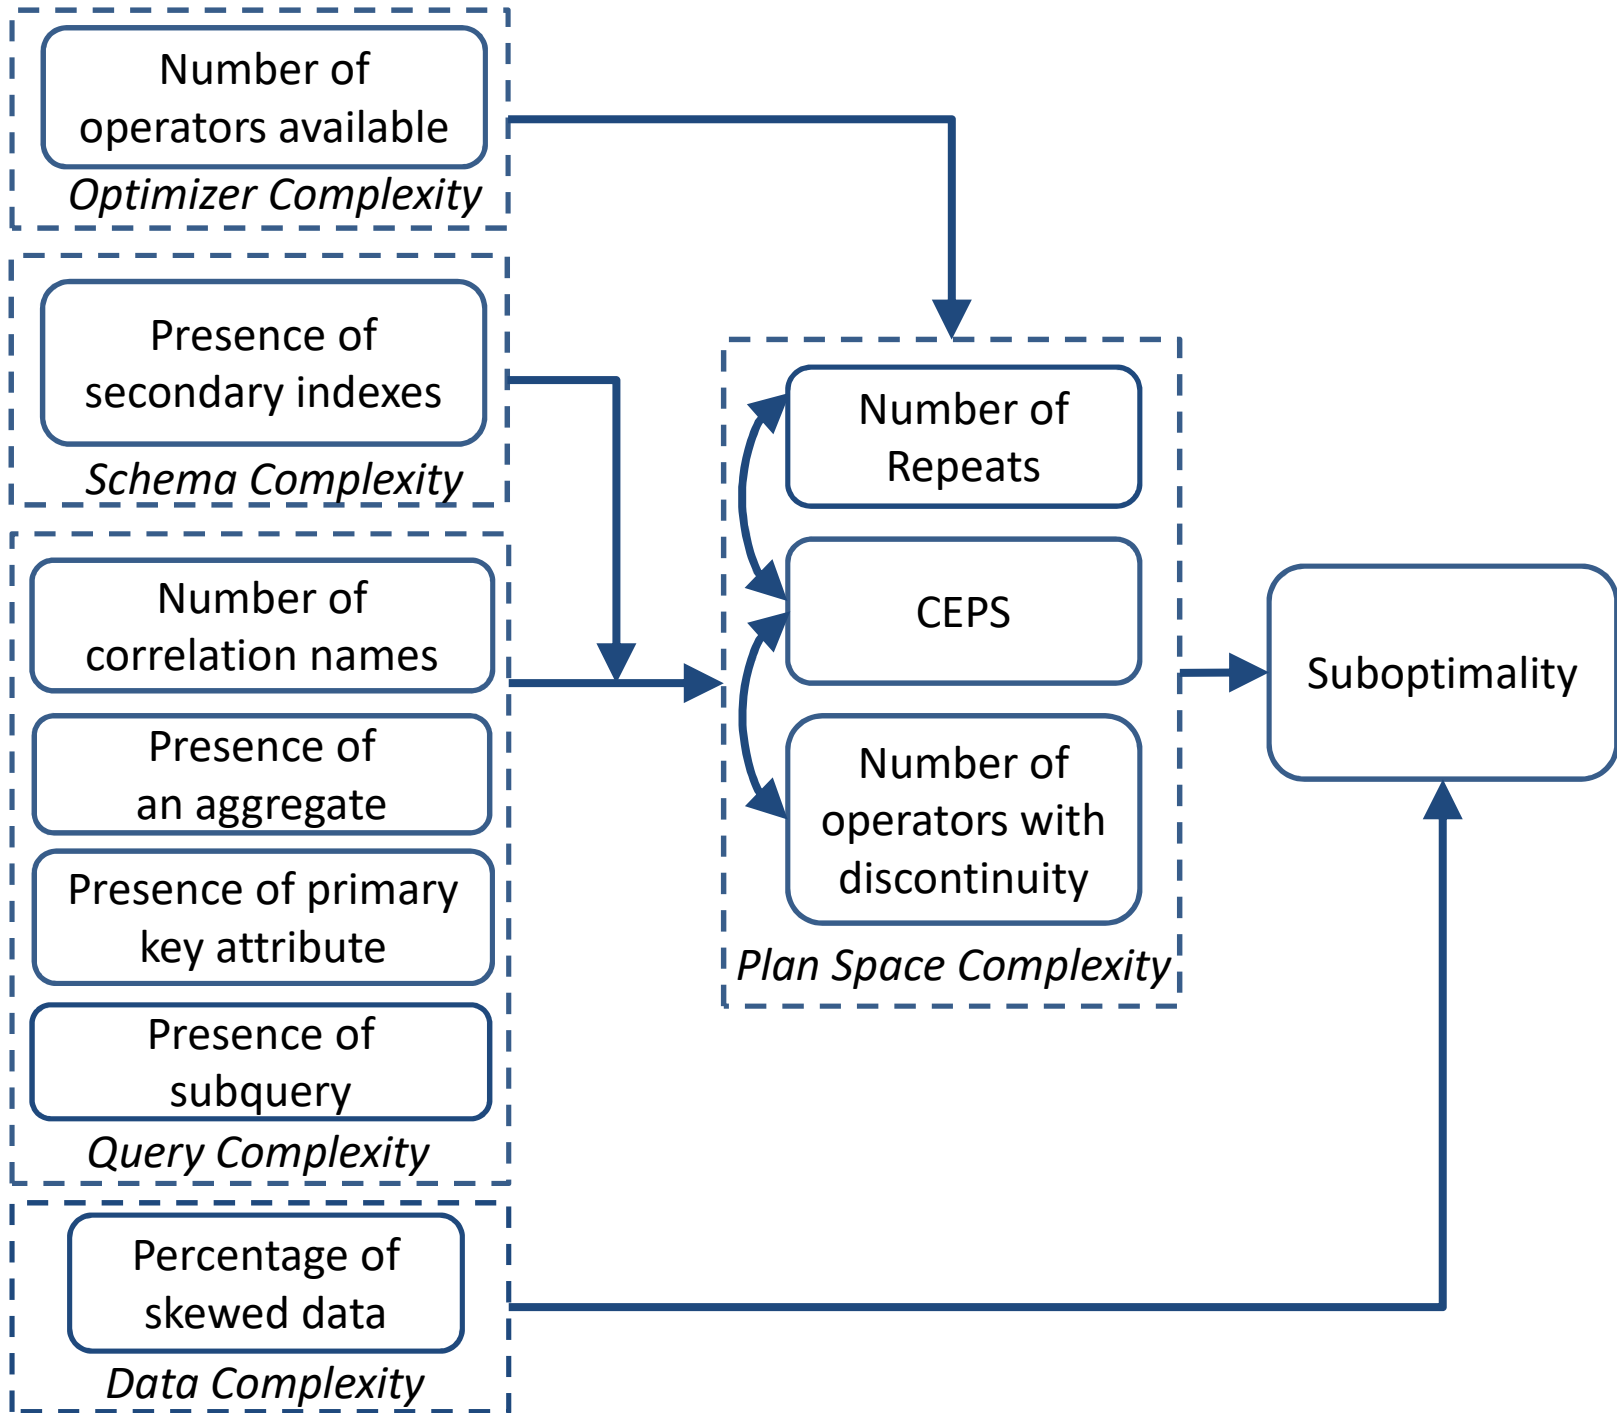 Number of
operators available
Optimizer Complexity
Presence of
secondary indexes
Schema Complexity
Number of
correlation names
Presence of
an aggregate
Presence of primary
key attribute
Presence of
subquery
Query Complexity
Percentage of
skewed data
Data Complexity
Number of
Repeats
CEPS
Number of
operators with
discontinuity
Plan Space Complexity
Suboptimality